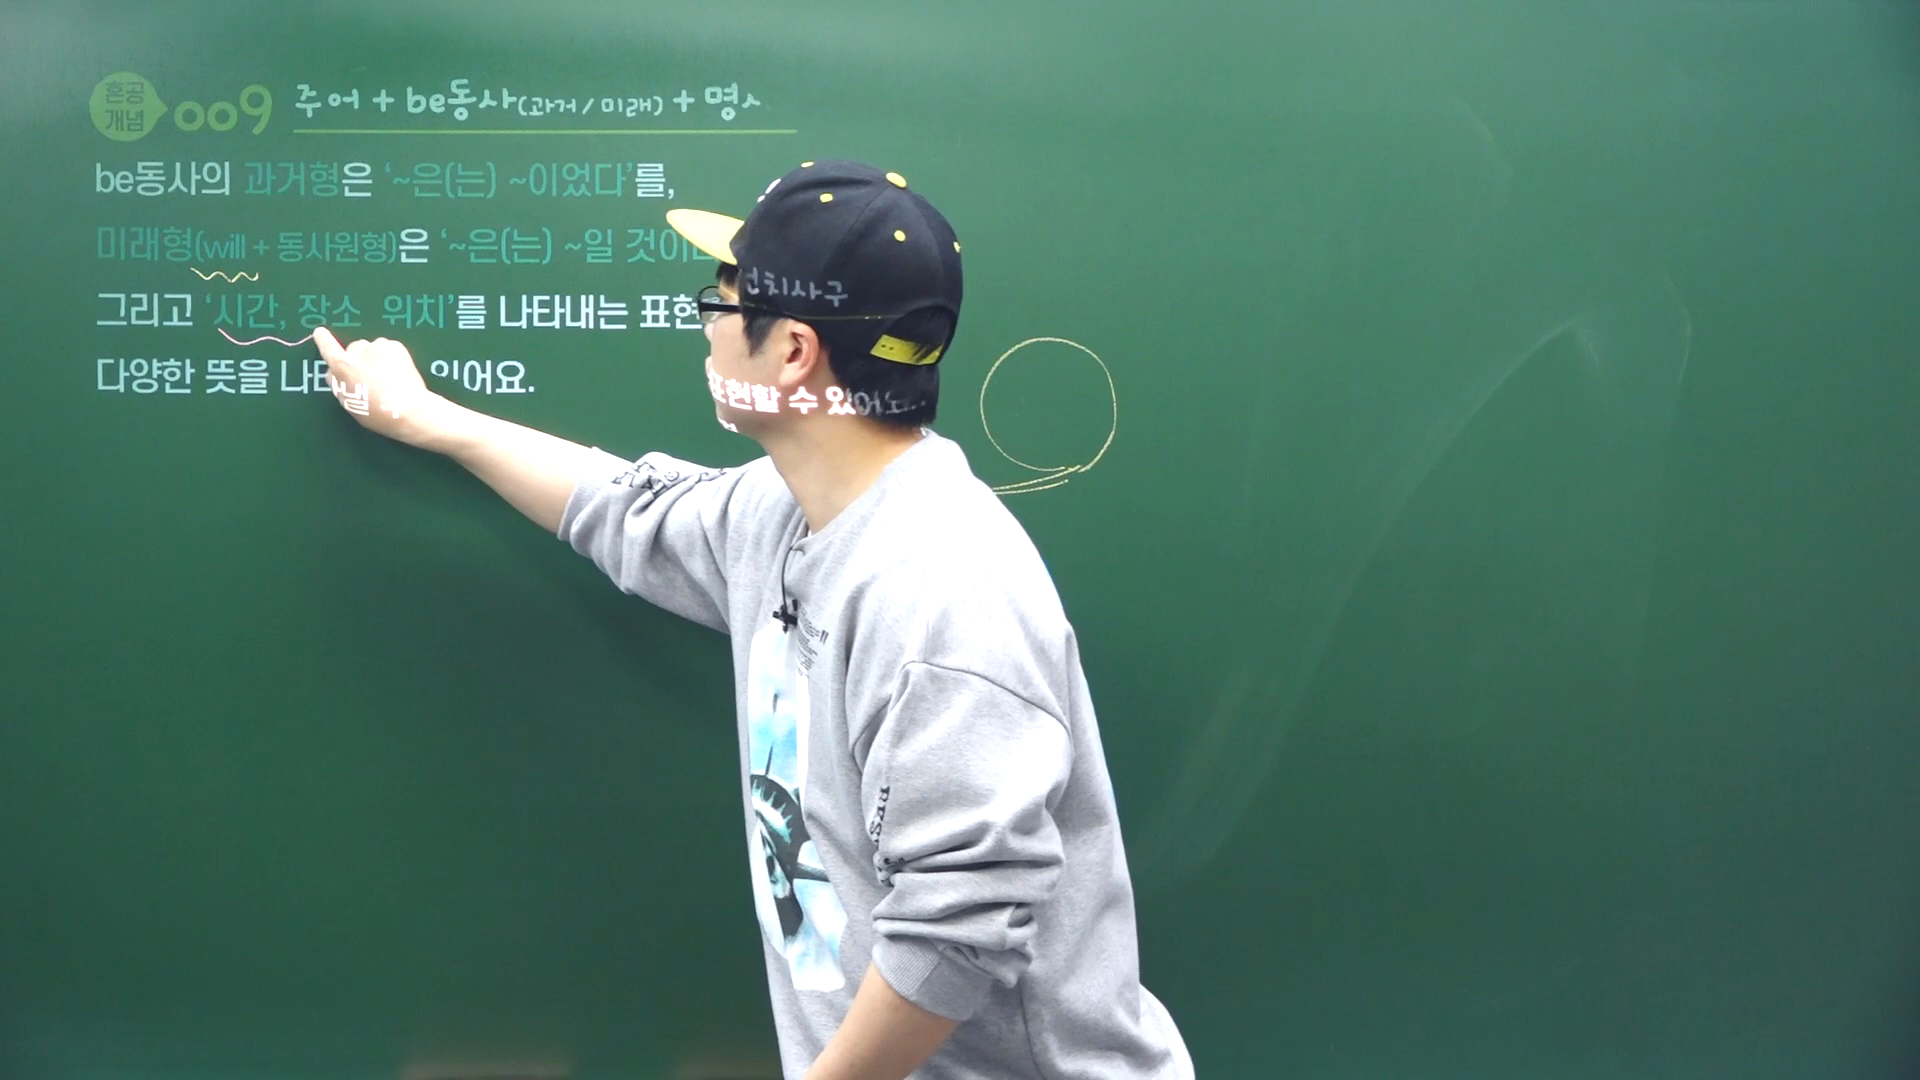 혼공
개념 009 주어 + be동사(과거/미래) + 명
be동사의 과거형은 '~은(는) ~이었다'를,
미래형(will + 동사원형)은 '~은(는) ~일 것이
그리고 '시간, 장소 위치'를 나타내는 표현
전치사구
다양한 뜻을 나타낼 수 있어요.
표현할 수 있어요